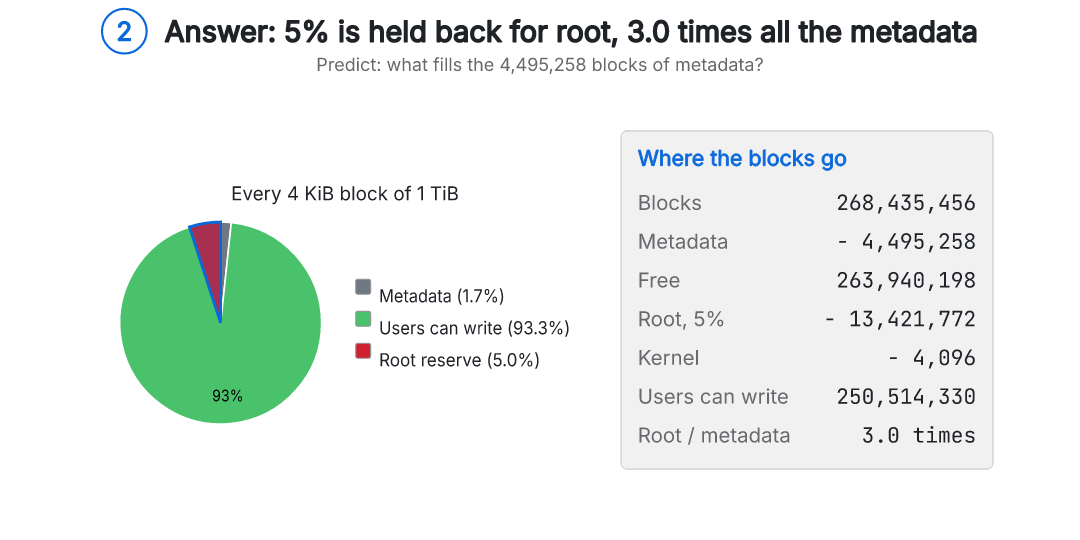 2
Answer: 5% is held back for root, 3.0 times all the metadata
Predict: what fills the 4,495,258 blocks of metadata?
Every 4 KiB block of 1 TiB
93%
Metadata (1.7%)
Users can write (93.3%)
Root reserve (5.0%)
Where the blocks go
Blocks 268,435,456
Metadata - 4,495,258
Free 263,940,198
Root, 5% - 13,421,772
Kernel - 4,096
Users can write 250,514,330
Root / metadata 3.0 times